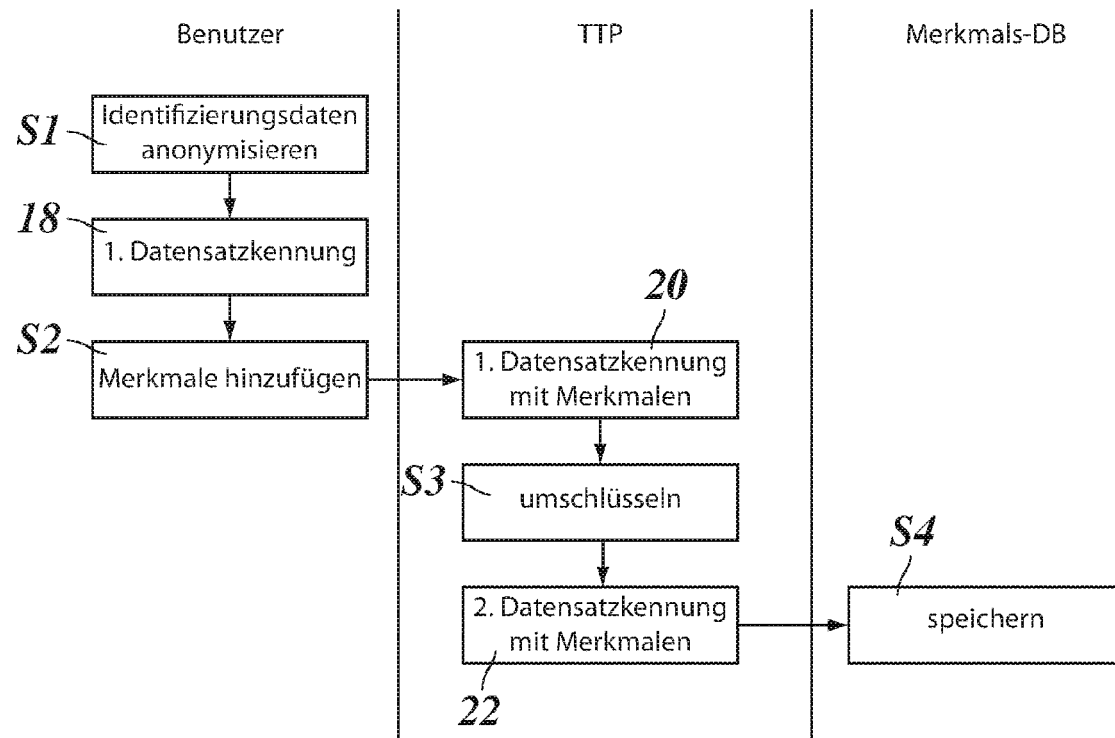 Benutzer
TTP
Merkmals-DB
S1
Identifizierungsdaten
anonymisieren
18
1. Datensatzkennung
S2
Merkmale hinzufügen
20
1. Datensatzkennung
mit Merkmalen
S3
umschlüsseln
S4
2. Datensatzkennung
mit Merkmalen
speichern
22